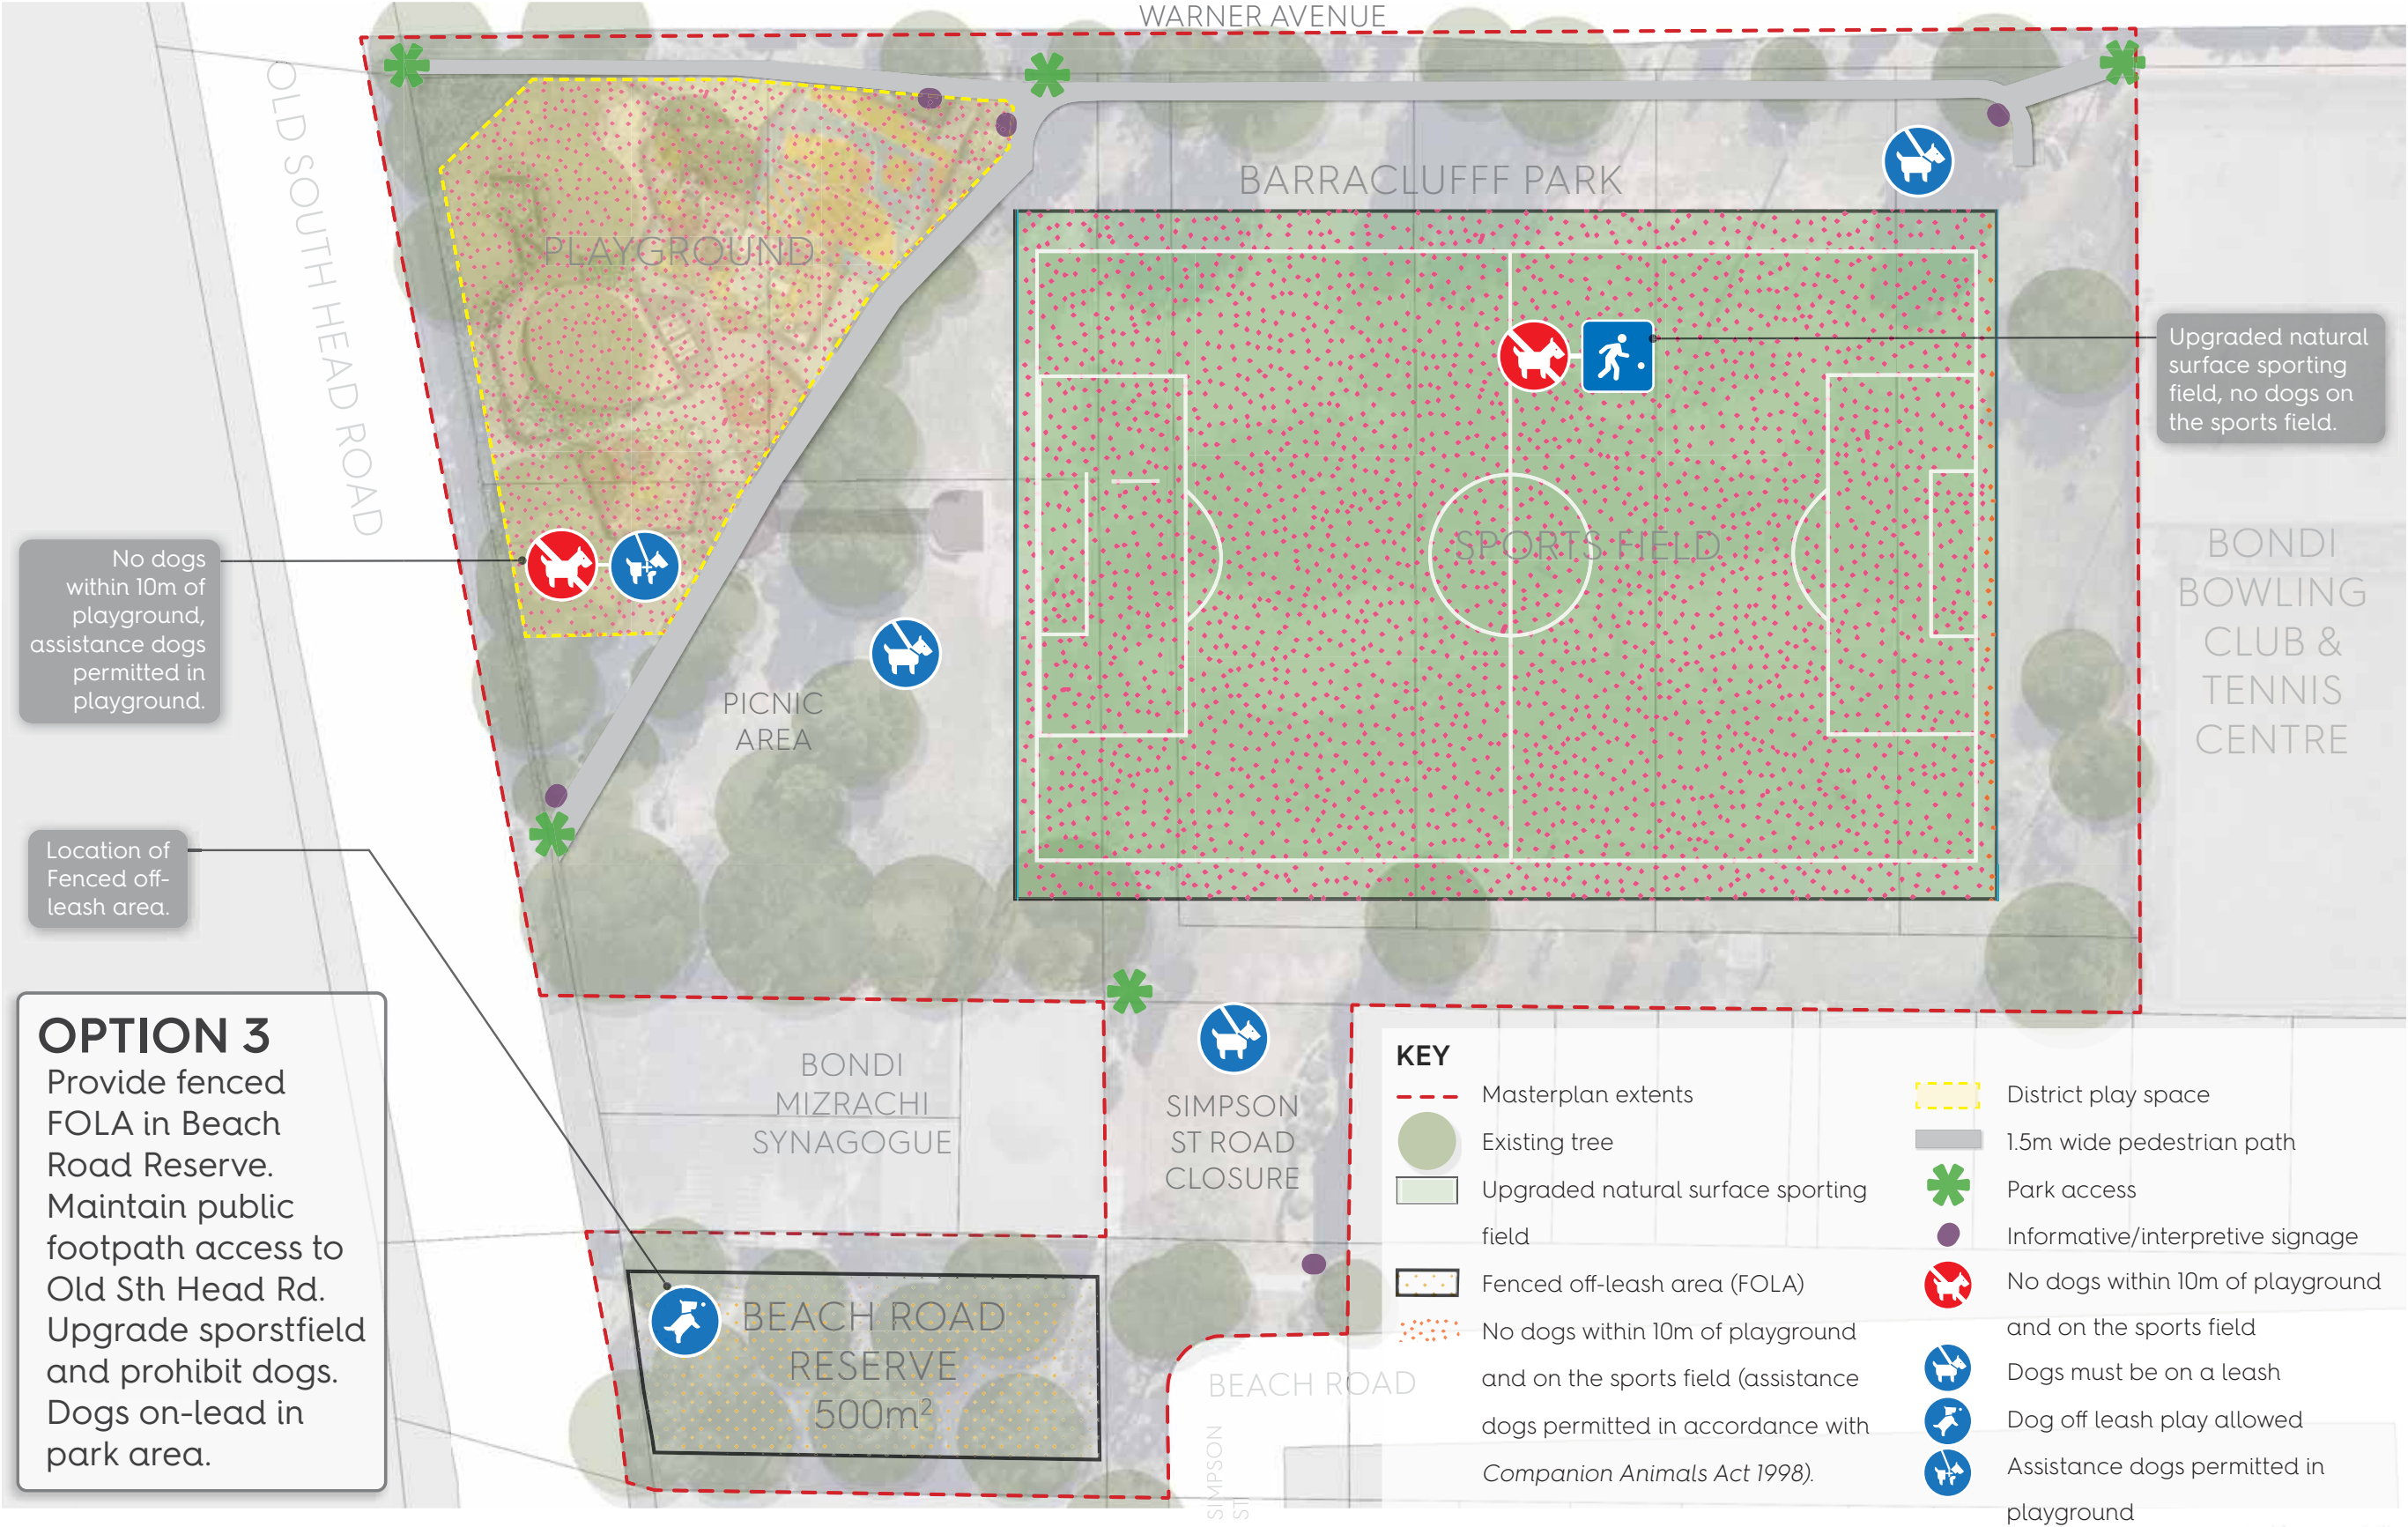 WARNER AVENUE
OLD SOUTH HEAD ROAD
BARRACLUFFF PARK
PLAYGROUND
Upgraded natural
surface sporting
field, no dogs on
the sports field.
SPORTS FIELD
BONDI
BOWLING
CLUB &
TENNIS
CENTRE
No dogs
within 10m of
playground,
assistance dogs
permitted in
playground.
PICNIC
AREA
Location of
Fenced off-
leash area.
OPTION 3
Provide fenced
FOLA in Beach
Road Reserve.
Maintain public
footpath access to
Old Sth Head Rd.
Upgrade sporstfield
and prohibit dogs.
Dogs on-lead in
park area.
BONDI
MIZRACHI
SYNAGOGUE
SIMPSON
ST ROAD
CLOSURE
BEACH ROAD
RESERVE
500m²
BEACH ROAD
SIMPSON
ST
KEY
Masterplan extents
Existing tree
Upgraded natural surface sporting
field
Fenced off-leash area (FOLA)
No dogs within 10m of playground
and on the sports field (assistance
dogs permitted in accordance with
Companion Animals Act 1998).
District play space
1.5m wide pedestrian path
Park access
Informative/interpretive signage
No dogs within 10m of playground
and on the sports field
Dogs must be on a leash
Dog off leash play allowed
Assistance dogs permitted in
playground